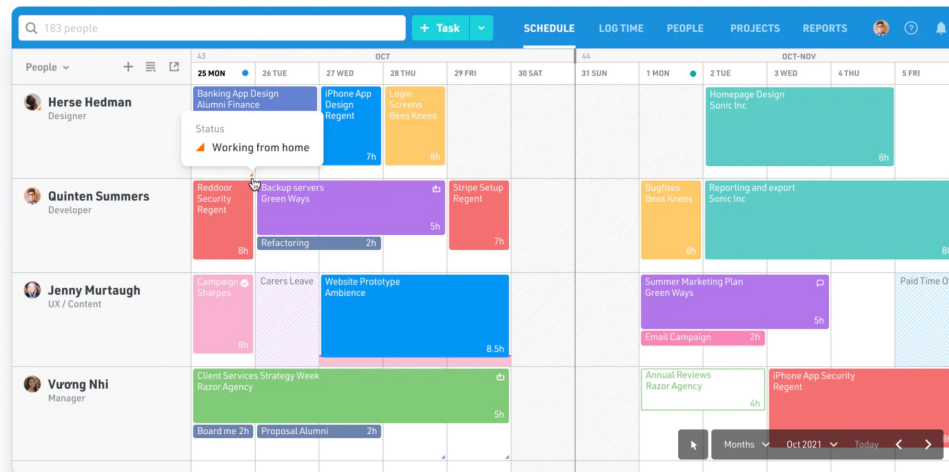 183 people
+ Task
SCHEDULE
LOG TIME
PEOPLE
PROJECTS
REPORTS
People
43
OCT
44
OCT-NOV
25 MON
26 TUE
27 WED
28 THU
29 FRI
30 SAT
31 SUN
1 MON
2 TUE
3 WED
4 THU
5 FRI
Herse Hedman
Designer
Banking App Design
Alumni Finance
iPhone App
Design
Regent
7h
Login
Screens
Bees Knees
8h
Homepage Design
Sonic Inc
8h
Status
Working from home
Quinten Summers
Developer
Reddoor
Security
Regent
8h
Backup servers
Green Ways
5h
Refactoring 2h
Stripe Setup
Regent
7h
Bugfixes
Bees Knees
8h
Reporting and export
Sonic Inc
Jenny Murtaugh
UX / Content
Campaign
Sharpes
8h
Carers Leave
Website Prototype
Ambience
8.5h
Summer Marketing Plan
Green Ways
5h
Email Campaign 2h
Paid Time O
Vương Nhi
Manager
Client Services Strategy Week
Razor Agency
5h
Board me 2h
Proposal Alumni 2h
Annual Reviews
Razor Agency
4h
iPhone App Security
Regent
Months
Oct 2021
Today